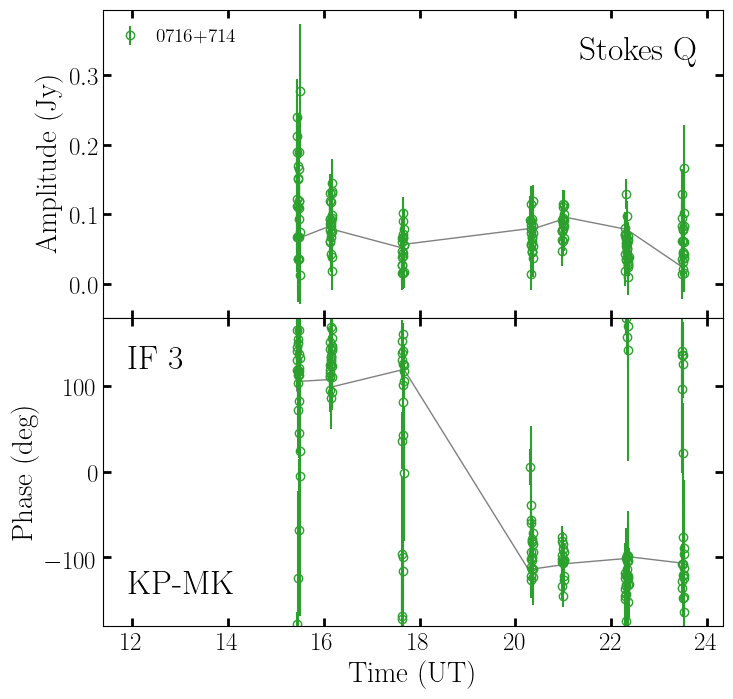 0716+714
Stokes Q
Amplitude (Jy)
0.3
0.2
0.1
0.0
IF 3
Phase (deg)
100
0
−100
KP-MK
12 14 16 18 20 22 24
Time (UT)